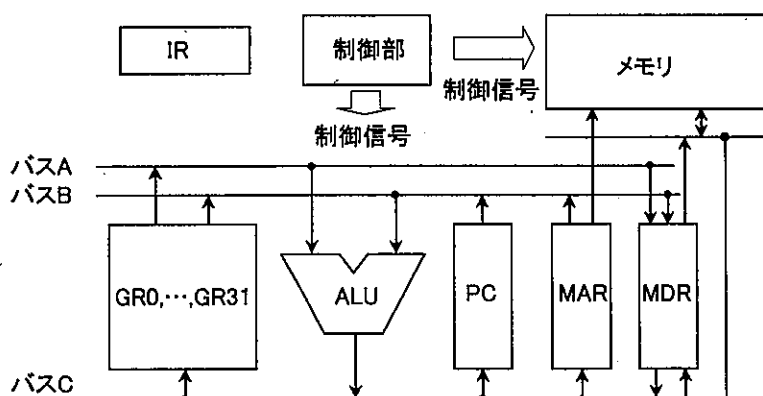 IR
制御部
メモリ
制御信号
制御信号
バスA
バスB
GR0,…,GR31
ALU
PC
MAR
MDR
バスC